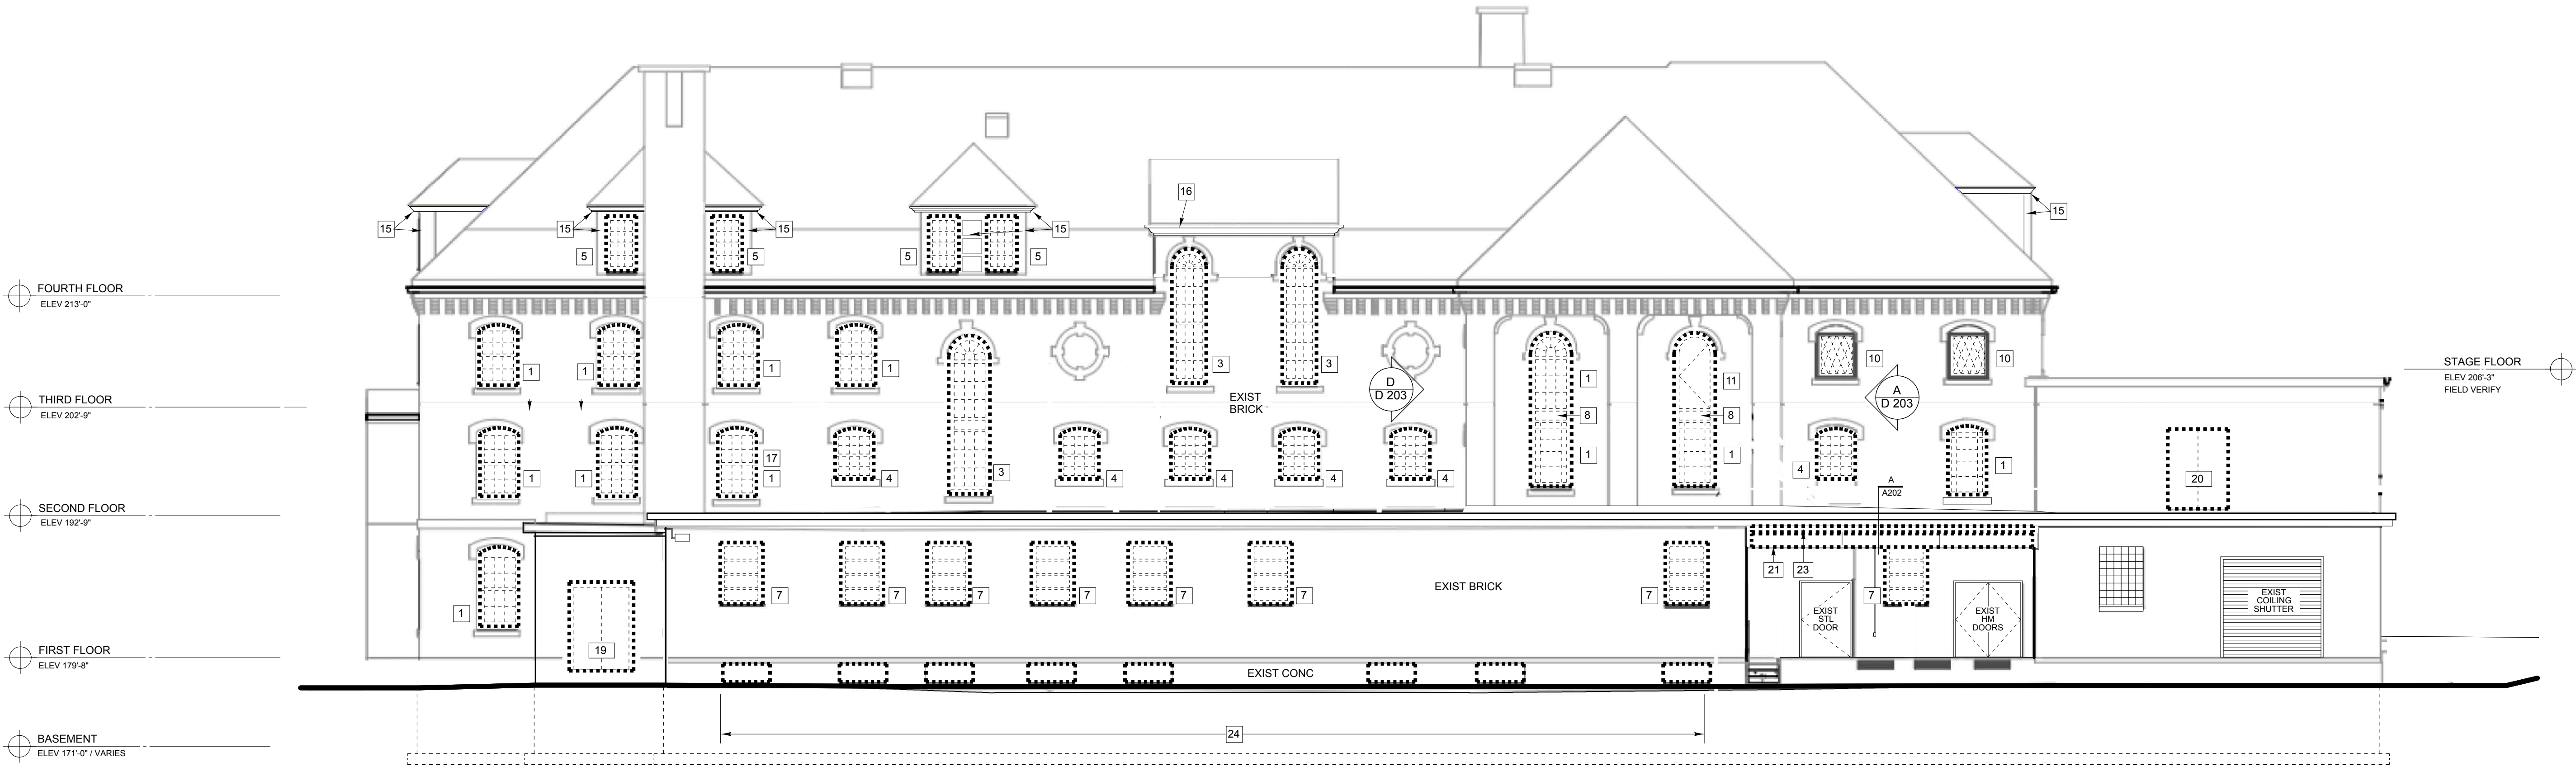 16
15
15
15
15
15
5
5
5
5
FOURTH FLOOR
ELEV 213'-0"
3
3
1
1
1
1
10
10
STAGE FLOOR
ELEV 206'-3"
FIELD VERIFY
1
11
D
D 203
A
D 203
THIRD FLOOR
ELEV 202'-9"
EXIST
BRICK
8
8
17
1
1
1
4
3
4
4
4
4
1
1
4
1
20
A
A202
SECOND FLOOR
ELEV 192'-9"
21
23
7
7
7
7
7
7
7
7
EXIST BRICK
1
EXIST
STL
DOOR
EXIST
HM
DOORS
EXIST
COILING
SHUTTER
19
FIRST FLOOR
ELEV 179'-8"
EXIST CONC
24
BASEMENT
ELEV 171'-0" / VARIES